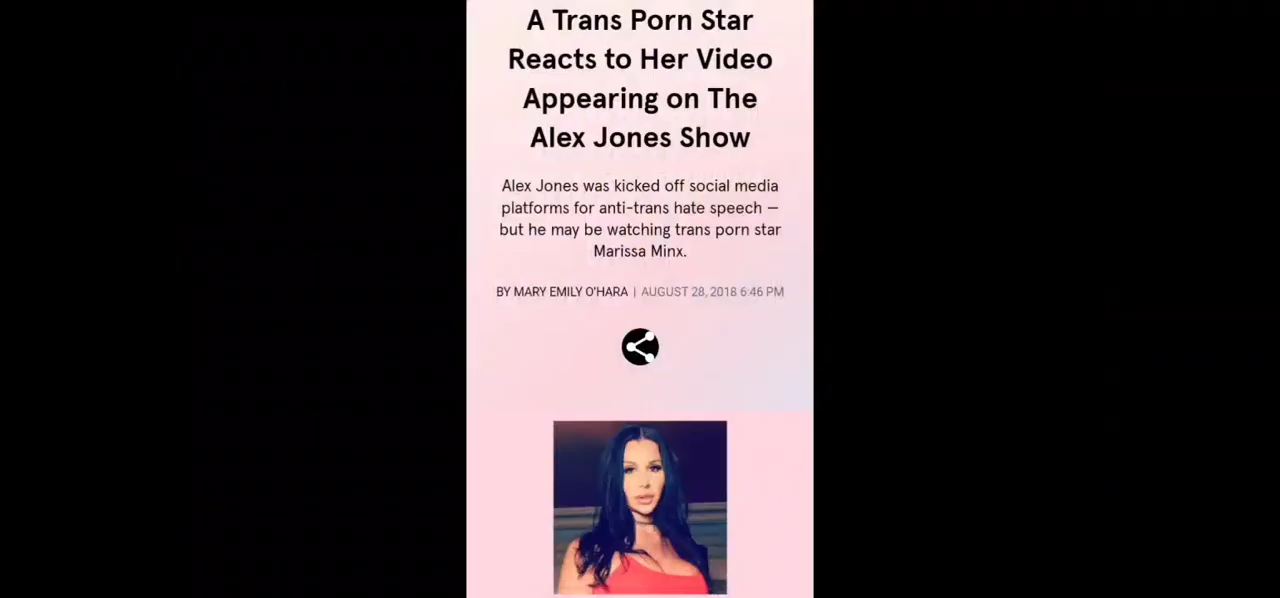 A Trans Porn Star
Reacts to Her Video
Appearing on The
Alex Jones Show
Alex Jones was kicked off social media
platforms for anti-trans hate speech —
but he may be watching trans porn star
Marissa Minx.
BY MARY EMILY O'HARA | AUGUST 28, 2018 6:46 PM